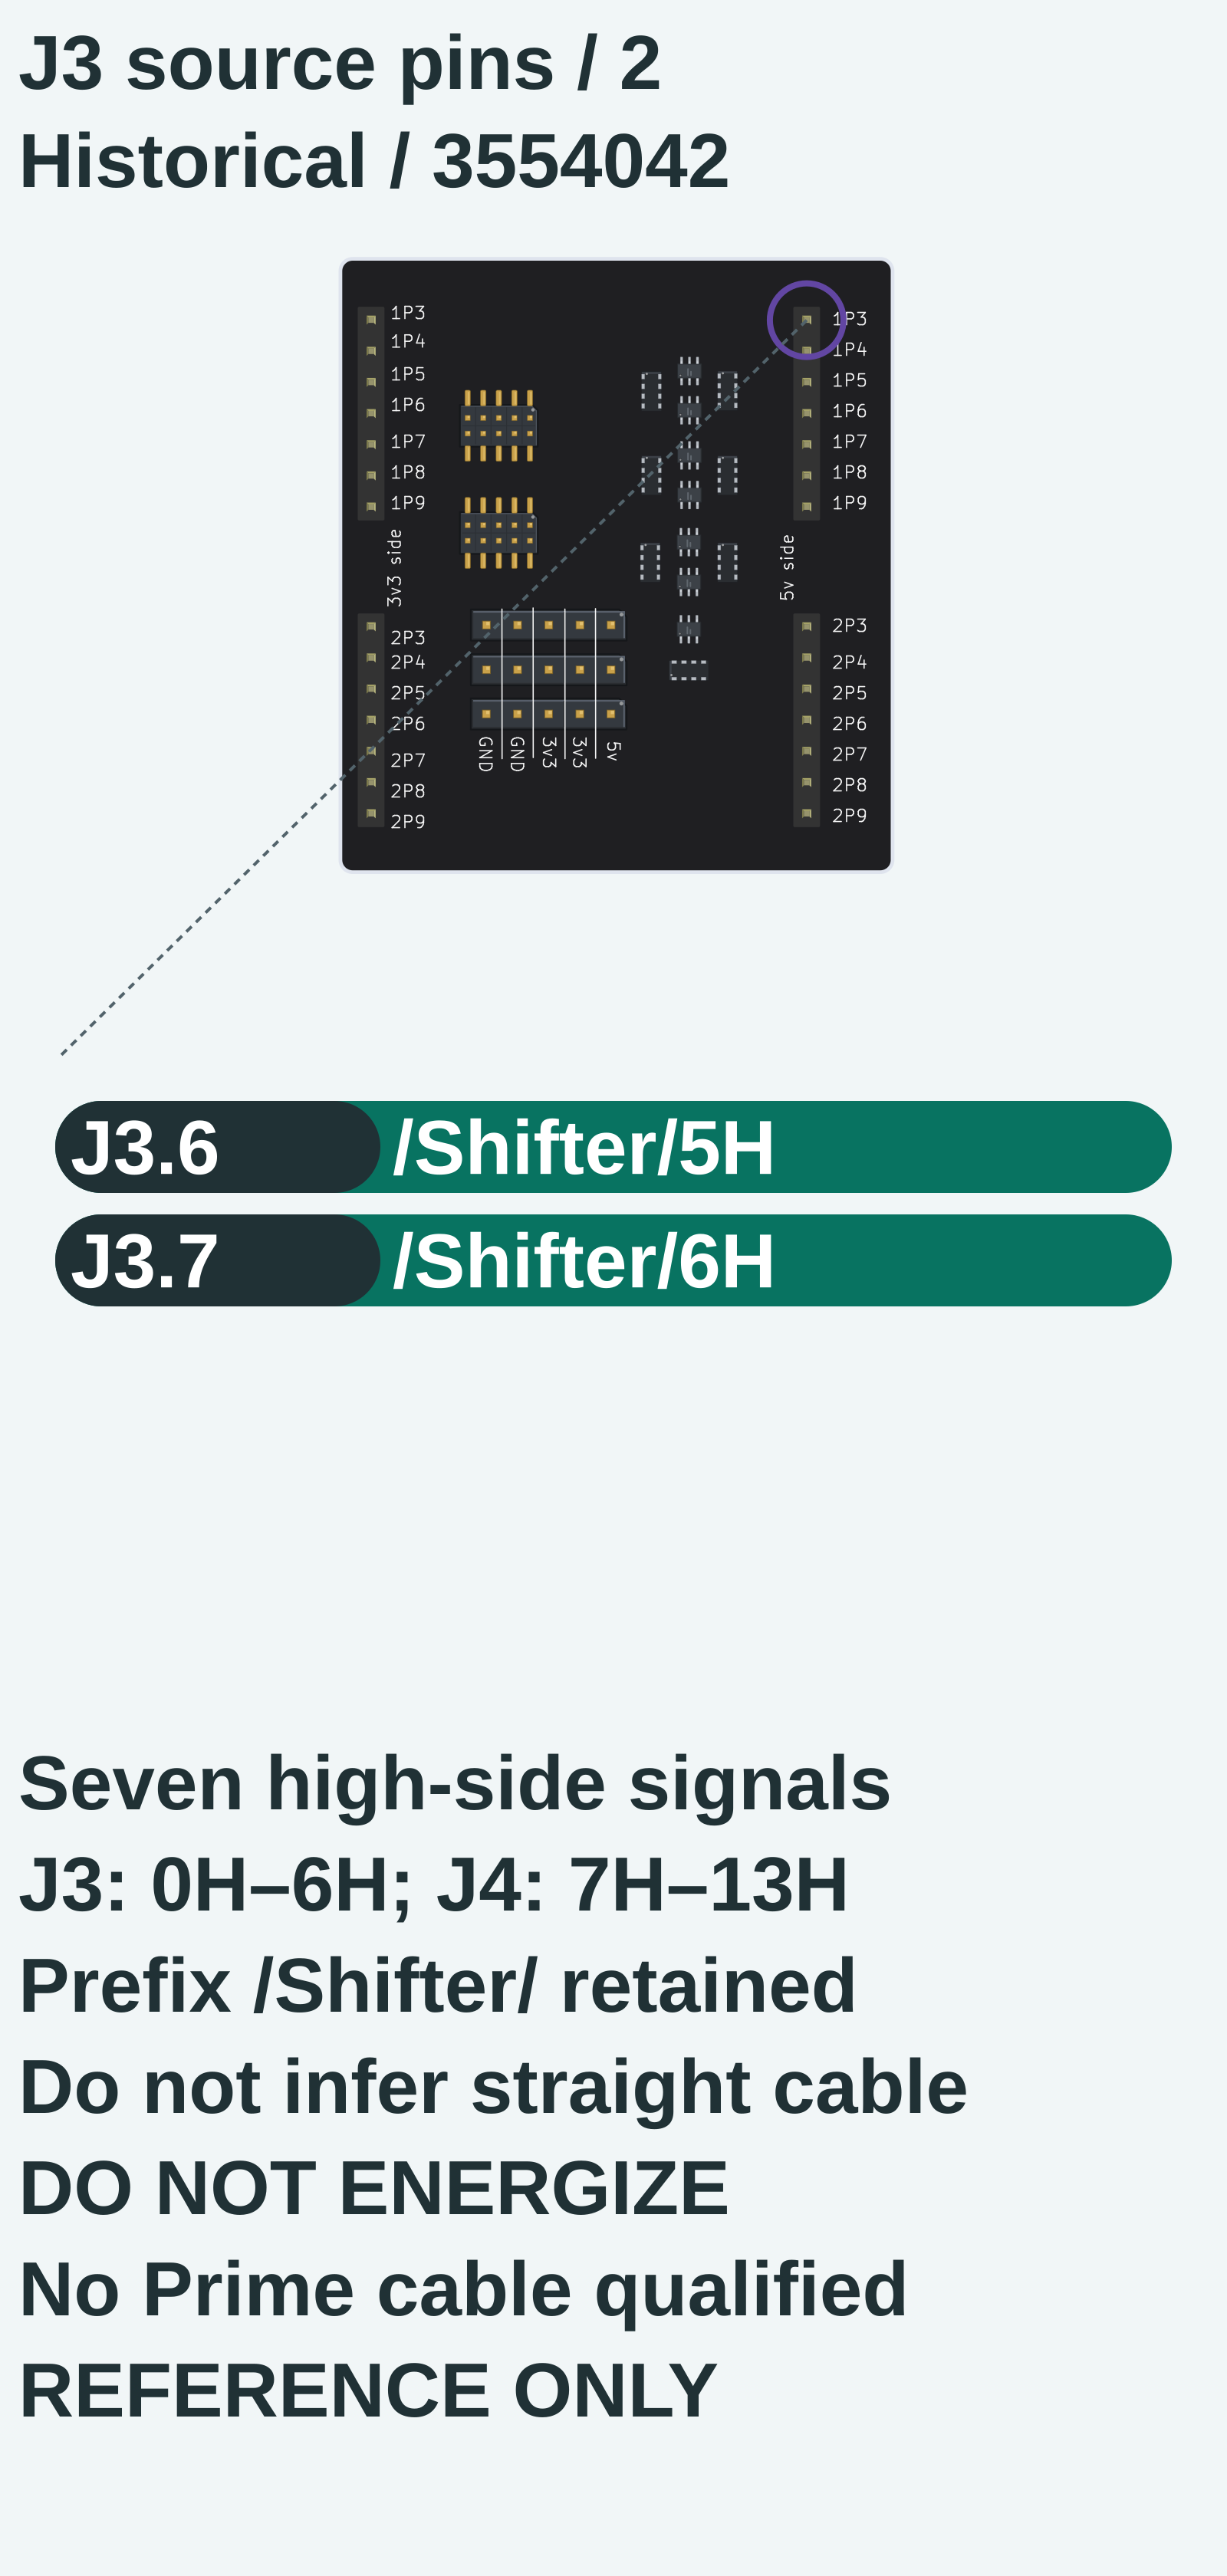 J3 source pins / 2
Historical / 3554042
1P3
1P4
1P5
1P6
1P7
1P8
1P9
3v3 side
2P3
2P4
2P5
2P6
2P7
2P8
2P9
GND
GND
3v3
3v3
5v
1P3
1P4
1P5
1P6
1P7
1P8
1P9
5v side
2P3
2P4
2P5
2P6
2P7
2P8
2P9
J3.6 /Shifter/5H
J3.7 /Shifter/6H
Seven high-side signals
J3: 0H–6H; J4: 7H–13H
Prefix /Shifter/ retained
Do not infer straight cable
DO NOT ENERGIZE
No Prime cable qualified
REFERENCE ONLY